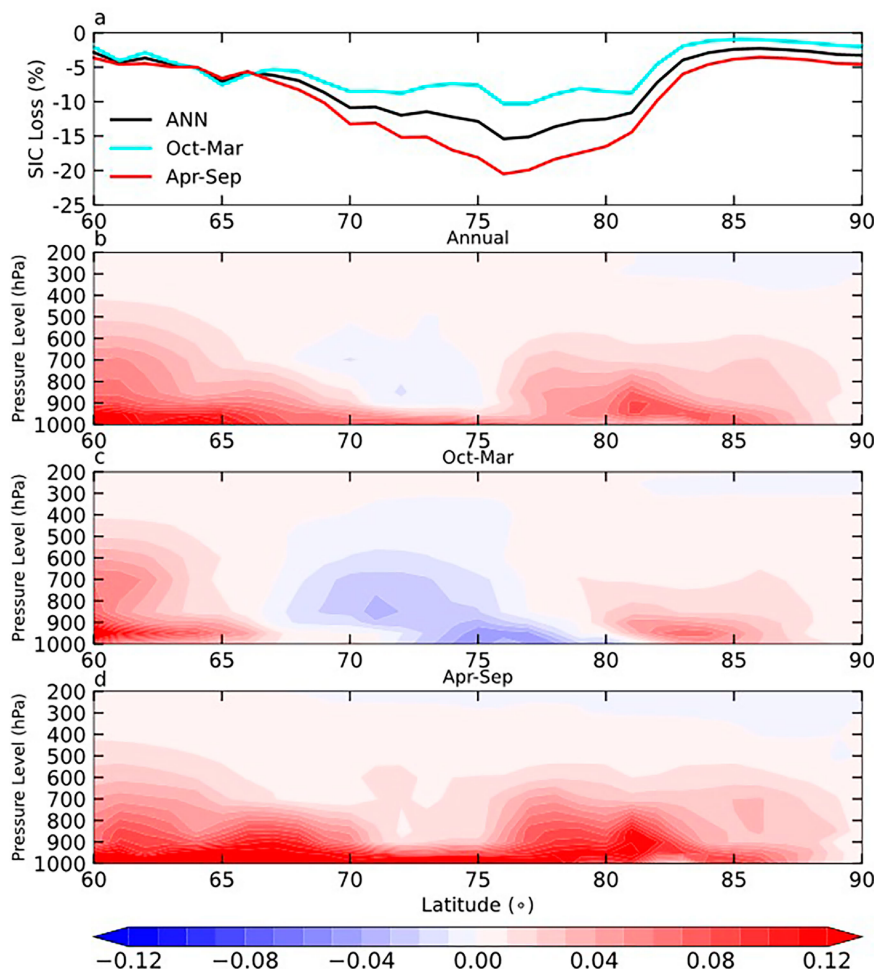 a
0
-5
-10
-15
-20
-25
SIC Loss (%)
ANN
Oct-Mar
Apr-Sep
60 65 70 75 80 85 90
b Annual
200
300
400
500
600
700
800
900
1000
Pressure Level (hPa)
60 65 70 75 80 85 90
c Oct-Mar
200
300
400
500
600
700
800
900
1000
Pressure Level (hPa)
60 65 70 75 80 85 90
d Apr-Sep
200
300
400
500
600
700
800
900
1000
Pressure Level (hPa)
60 65 70 75 80 85 90
Latitude (∘)
−0.12 −0.08 −0.04 0.00 0.04 0.08 0.12